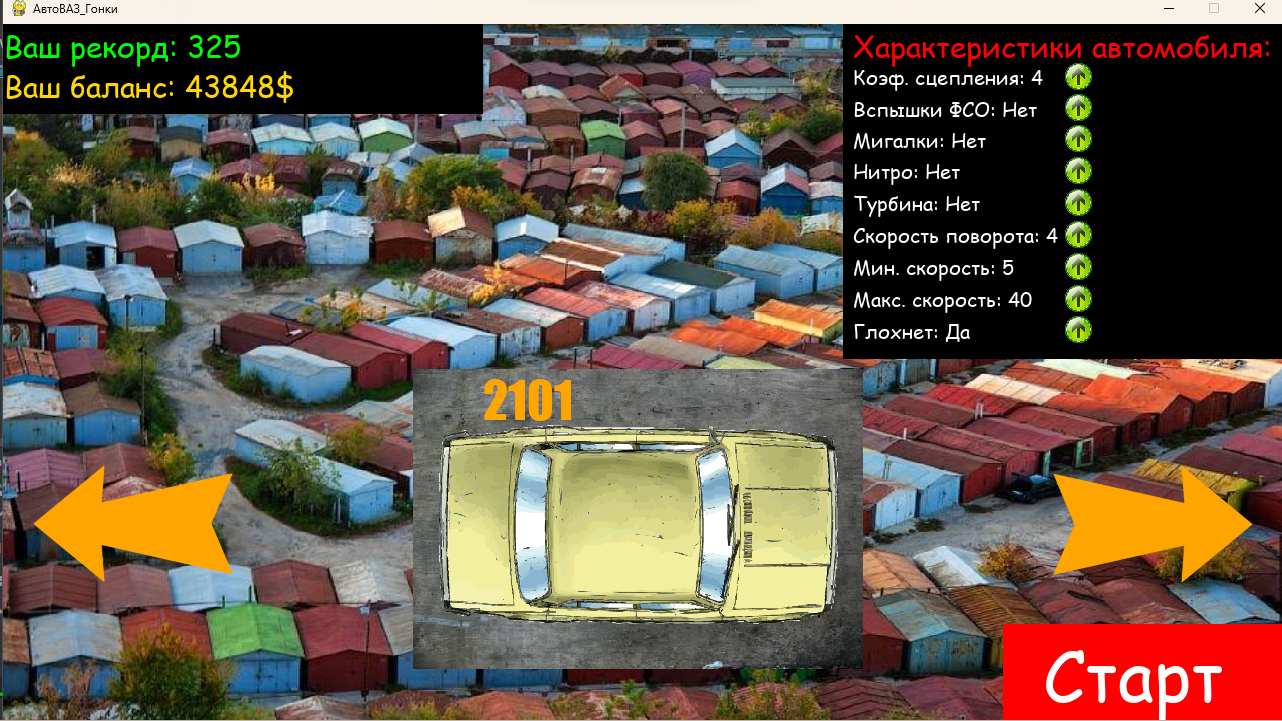 АвтоВАЗ_Гонки
Ваш рекорд: 325
Ваш баланс: 43848$
Характеристики автомобиля:
Коэф. сцепления: 4
Вспышки ФСО: Нет
Мигалки: Нет
Нитро: Нет
Турбина: Нет
Скорость поворота: 4
Мин. скорость: 5
Макс. скорость: 40
Глохнет: Да
2101
Старт